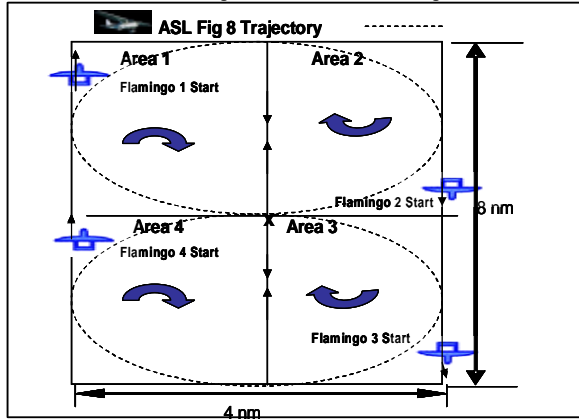 ASL Fig 8 Trajectory
Area 1 Area 2
Flamingo 1 Start
Flamingo 2 Start
8 nm
Area 4 x Area 3
Flamingo 4 Start
Flamingo 3 Start
4 nm